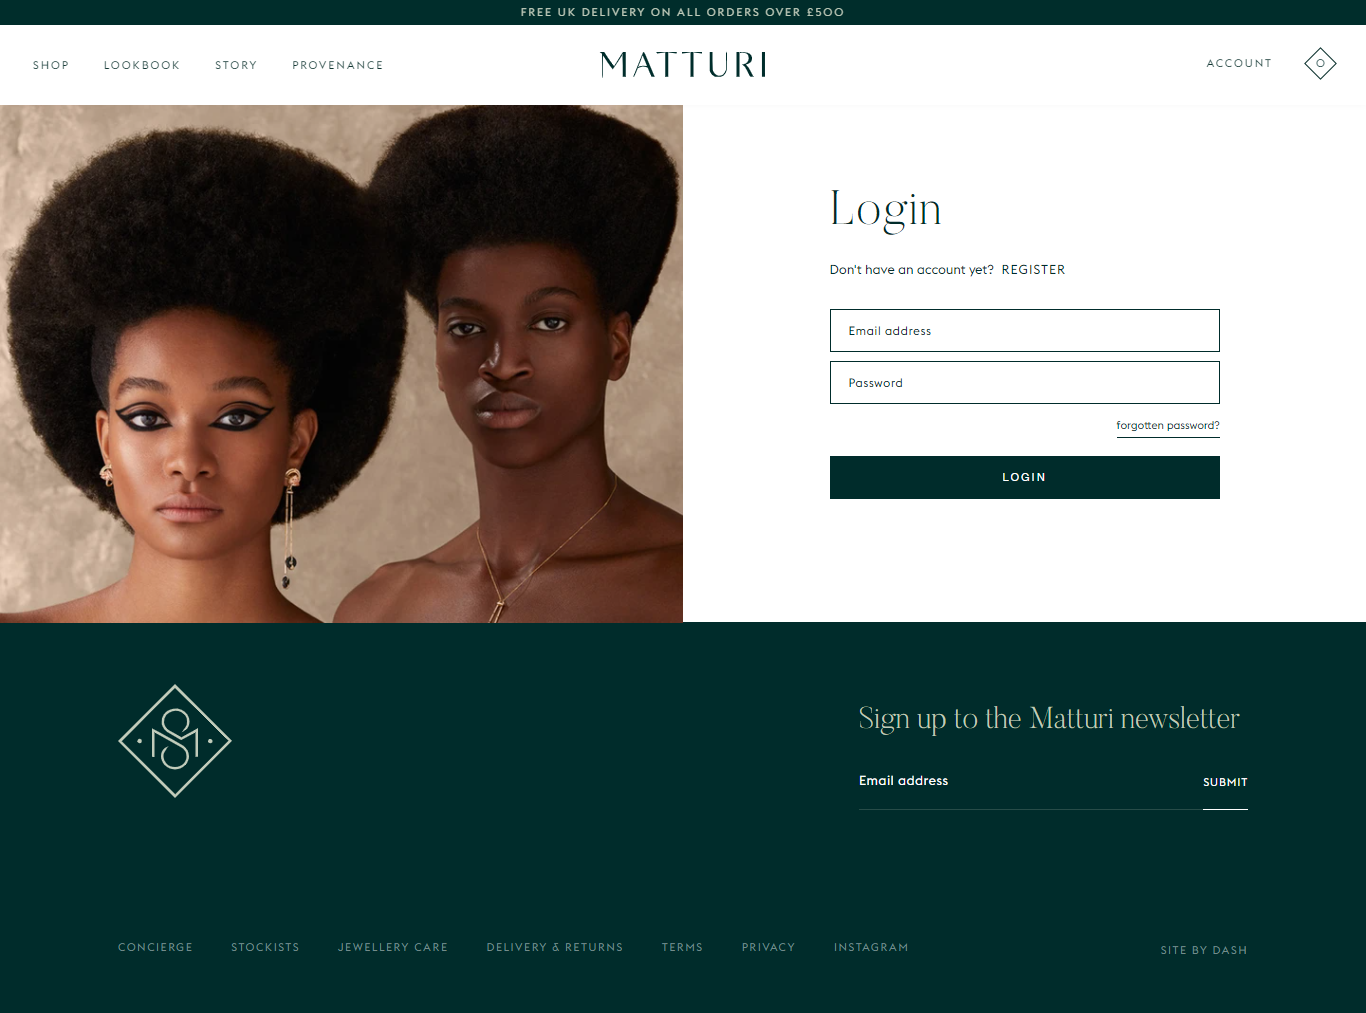 FREE UK DELIVERY ON ALL ORDERS OVER £500
SHOP LOOKBOOK STORY PROVENANCE
MATTURI
ACCOUNT
0
Login
Don't have an account yet? REGISTER
Email address
Password
forgotten password?
LOGIN
Sign up to the Matturi newsletter
Email address
SUBMIT
CONCIERGE STOCKISTS JEWELLERY CARE DELIVERY & RETURNS TERMS PRIVACY INSTAGRAM
SITE BY DASH